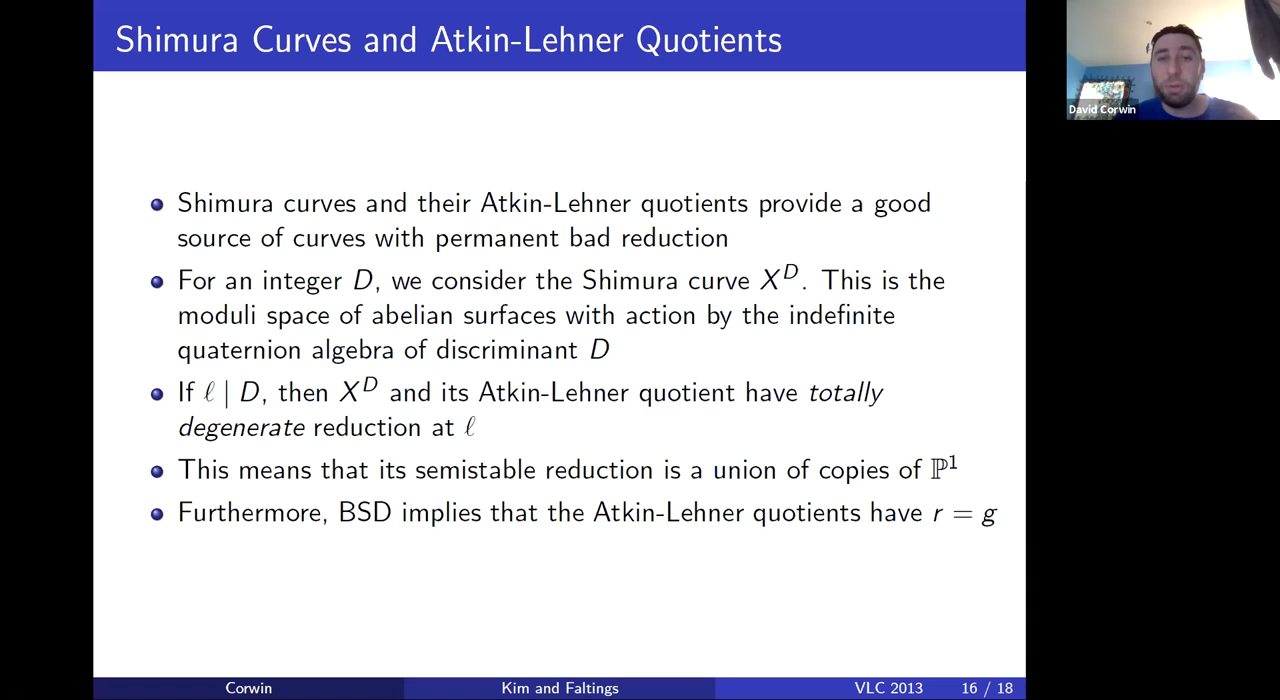 Shimura Curves and Atkin-Lehner Quotients
David Corwin
Shimura curves and their Atkin-Lehner quotients provide a good
source of curves with permanent bad reduction
For an integer D, we consider the Shimura curve X^D. This is the
moduli space of abelian surfaces with action by the indefinite
quaternion algebra of discriminant D
If ℓ | D, then X^D and its Atkin-Lehner quotient have totally
degenerate reduction at ℓ
This means that its semistable reduction is a union of copies of ℙ^1
Furthermore, BSD implies that the Atkin-Lehner quotients have r = g
Corwin
Kim and Faltings
VLC 2013
16 / 18